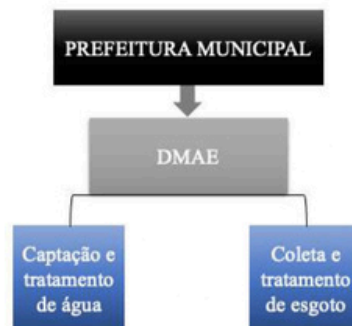 PREFEITURA MUNICIPAL
DMAE
Captação e
tratamento
de água
Coleta e
tratamento
de esgoto